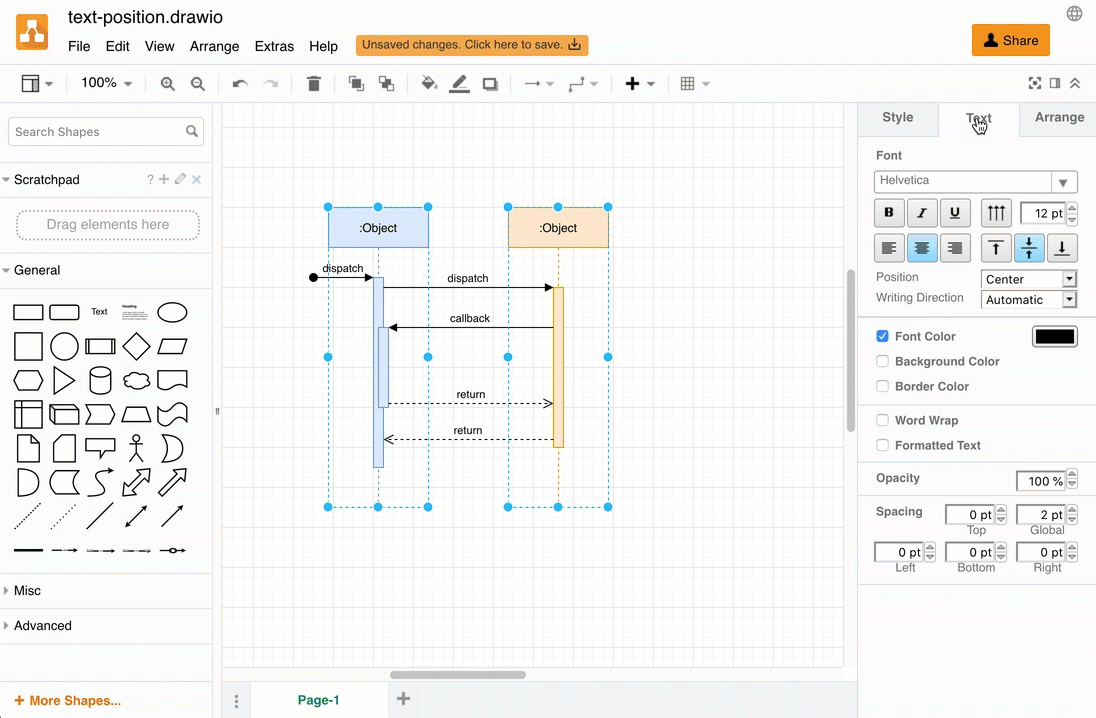 text-position.drawio
File Edit View Arrange Extras Help
Unsaved changes. Click here to save.
Share
100%
Search Shapes
Scratchpad
?
Drag elements here
General
Text
Heading
Misc
Advanced
+ More Shapes...
:Object
:Object
dispatch
dispatch
callback
return
return
Page-1
Style Text Arrange
Font
Helvetica
B I U
12 pt
Position
Center
Writing Direction
Automatic
Font Color
Background Color
Border Color
Word Wrap
Formatted Text
Opacity
100 %
Spacing
0 pt
2 pt
Top
Global
0 pt
0 pt
0 pt
Left
Bottom
Right